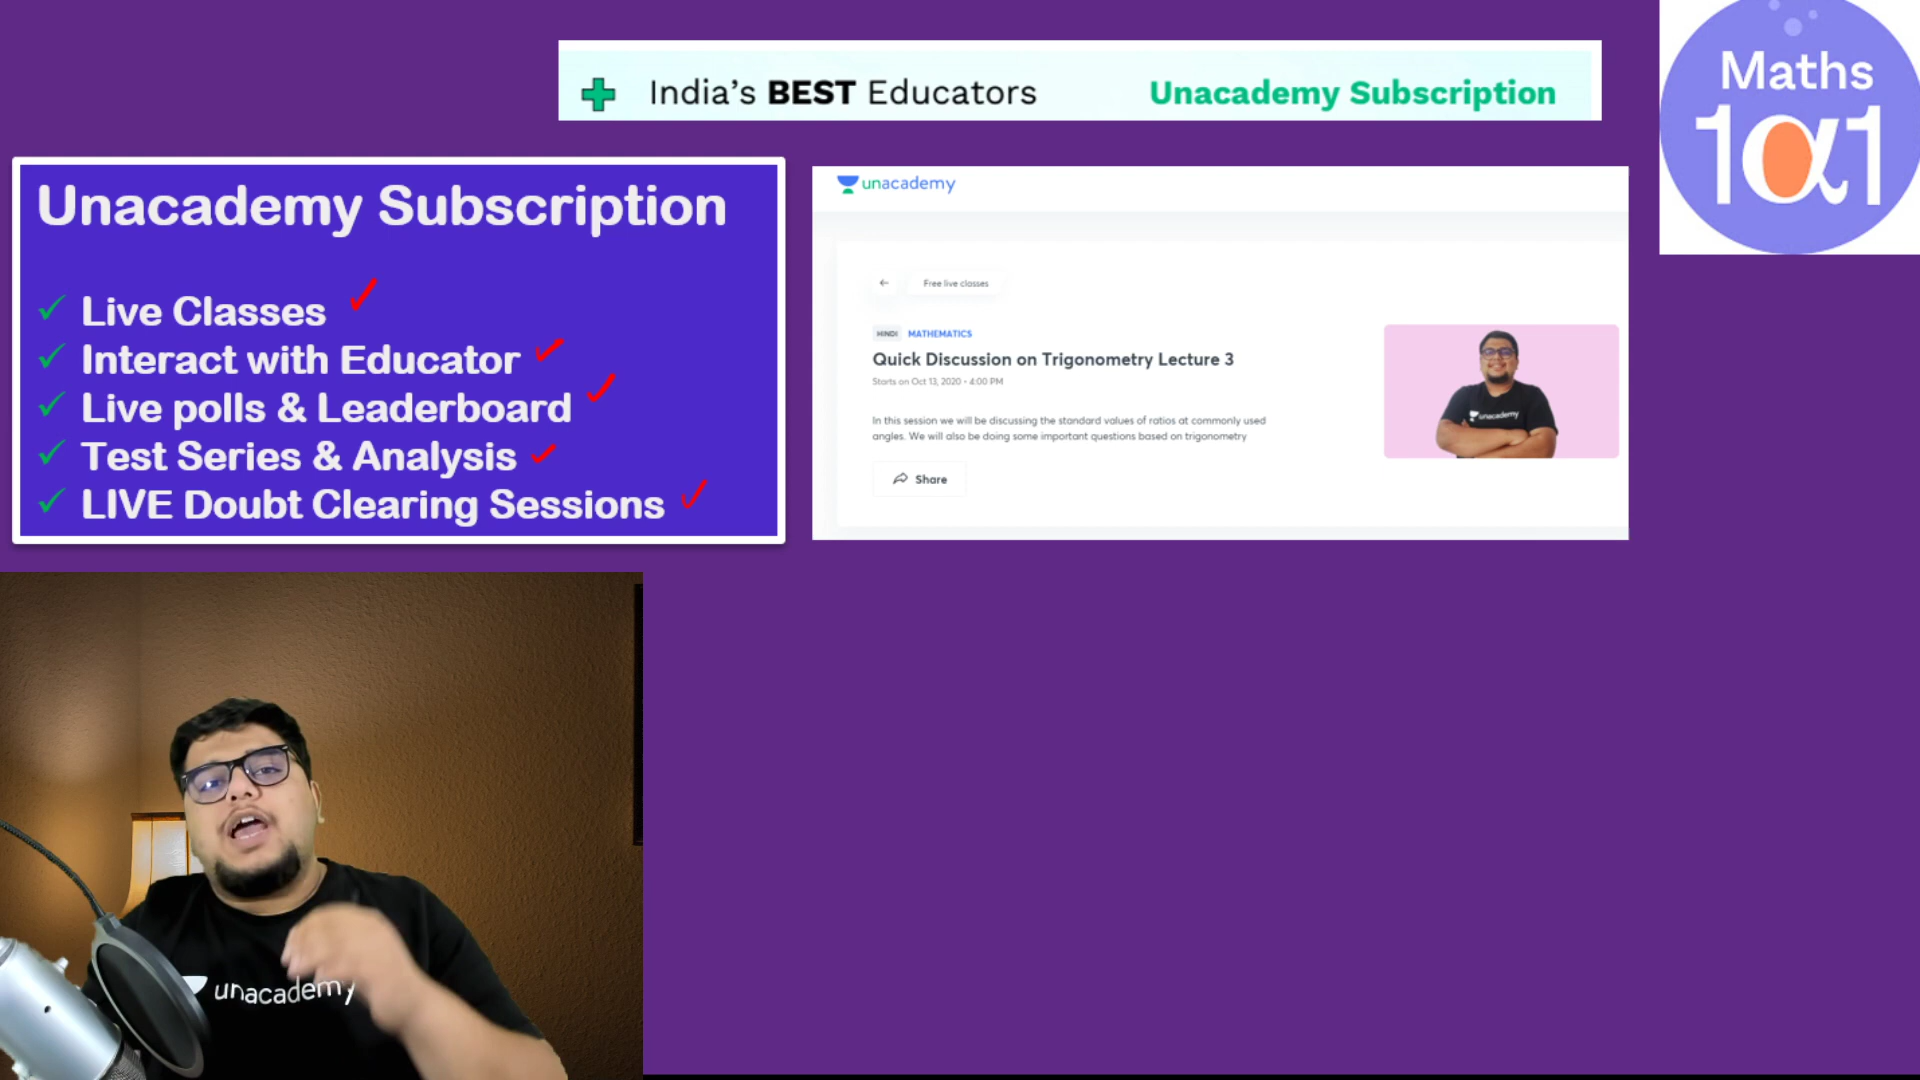 India's BEST Educators
Unacademy Subscription
Maths
1α1
Unacademy Subscription
✓ Live Classes ✓
✓ Interact with Educator ✓
✓ Live polls & Leaderboard ✓
✓ Test Series & Analysis ✓
✓ LIVE Doubt Clearing Sessions ✓
unacademy
← Free live classes
HINDI MATHEMATICS
Quick Discussion on Trigonometry Lecture 3
Starts on Oct 13, 2020 • 4:00 PM
In this session we will be discussing the standard values of ratios at commonly used
angles. We will also be doing some important questions based on trigonometry
Share
unacademy
unacademy